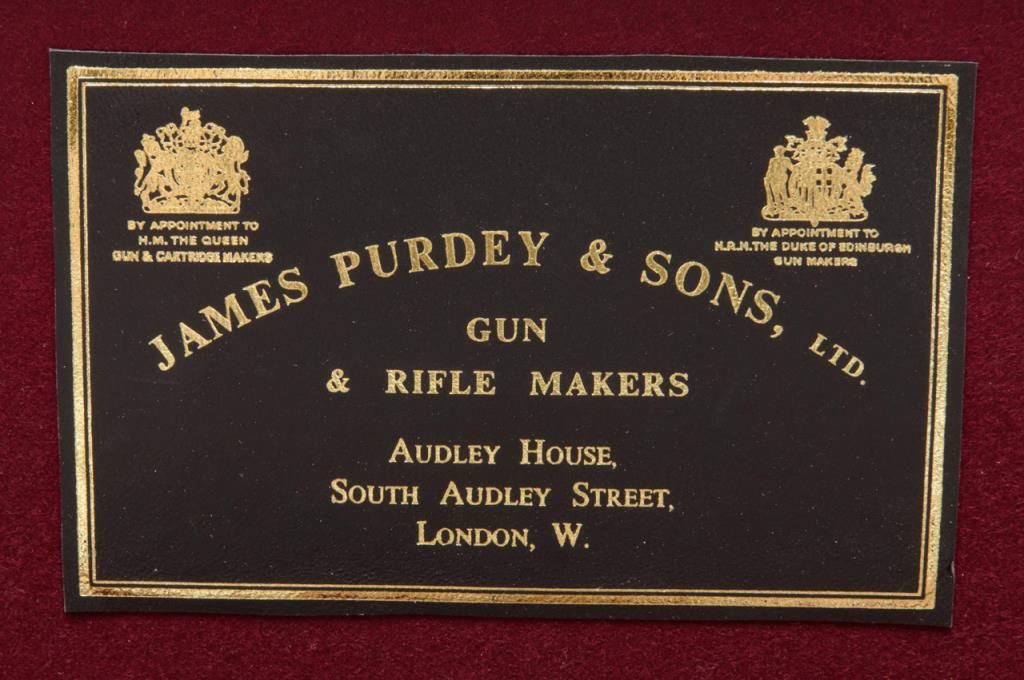 BY APPOINTMENT TO
H.M. THE QUEEN
GUN & CARTRIDGE MAKERS
BY APPOINTMENT TO
H.R.H. THE DUKE OF EDINBURGH
GUN MAKERS
JAMES PURDEY & SONS, LTD.
GUN
& RIFLE MAKERS
AUDLEY HOUSE,
SOUTH AUDLEY STREET,
LONDON, W.